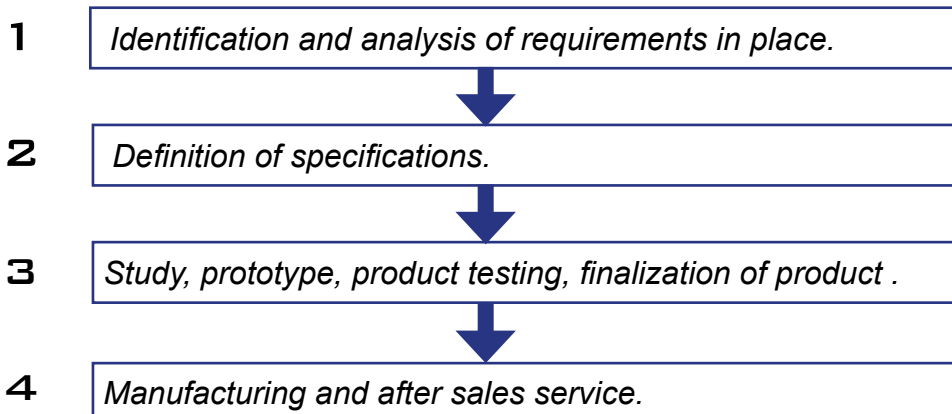 1 Identification and analysis of requirements in place.
2 Definition of specifications.
3 Study, prototype, product testing, finalization of product .
4 Manufacturing and after sales service.